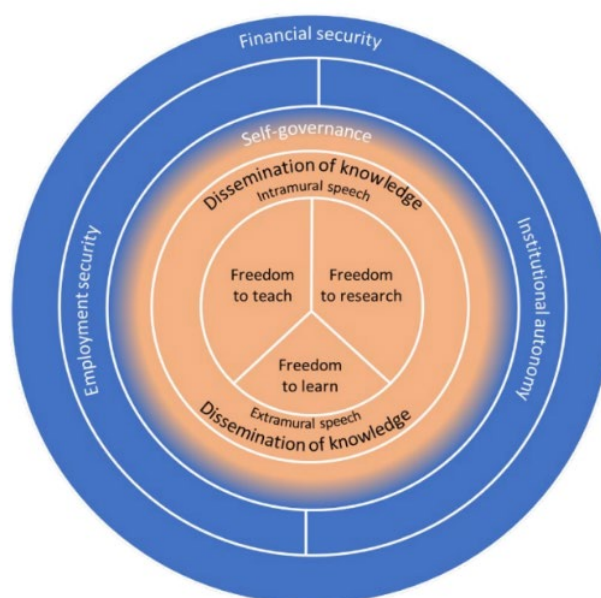 Financial security
Self-governance
Dissemination of knowledge
Intramural speech
Employment security
Institutional autonomy
Freedom
to teach
Freedom
to research
Freedom
to learn
Extramural speech
Dissemination of knowledge